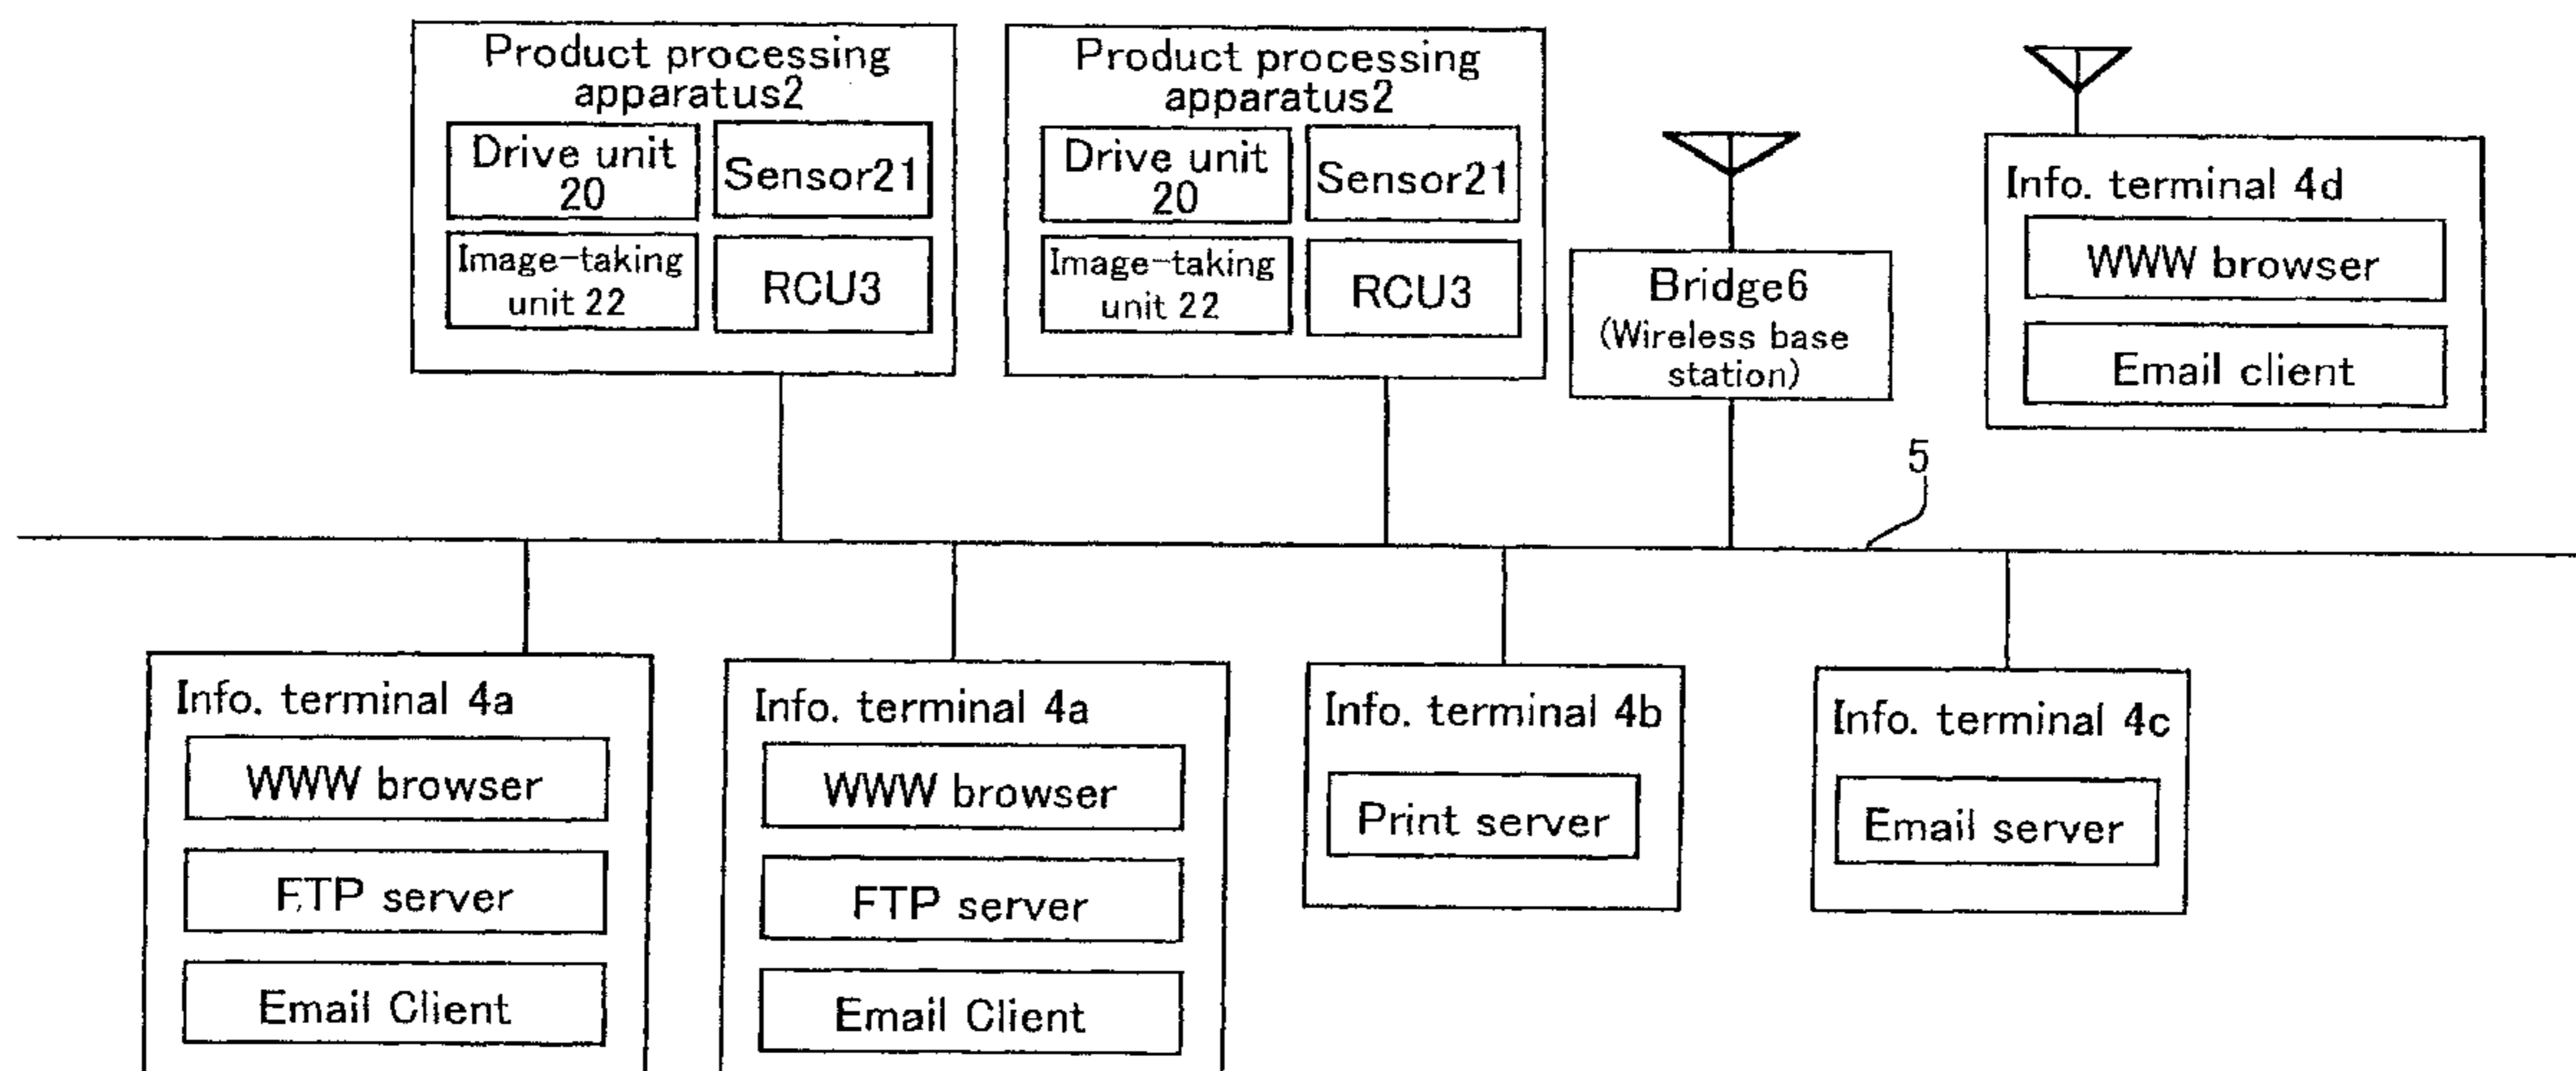 Product processing
apparatus2
Drive unit
20
Sensor21
Image-taking
unit 22
RCU3
Product processing
apparatus2
Drive unit
20
Sensor21
Image-taking
unit 22
RCU3
Bridge6
(Wireless base
station)
Info. terminal 4d
WWW browser
Email client
5
Info. terminal 4a
WWW browser
FTP server
Email Client
Info. terminal 4a
WWW browser
FTP server
Email Client
Info. terminal 4b
Print server
Info. terminal 4c
Email server